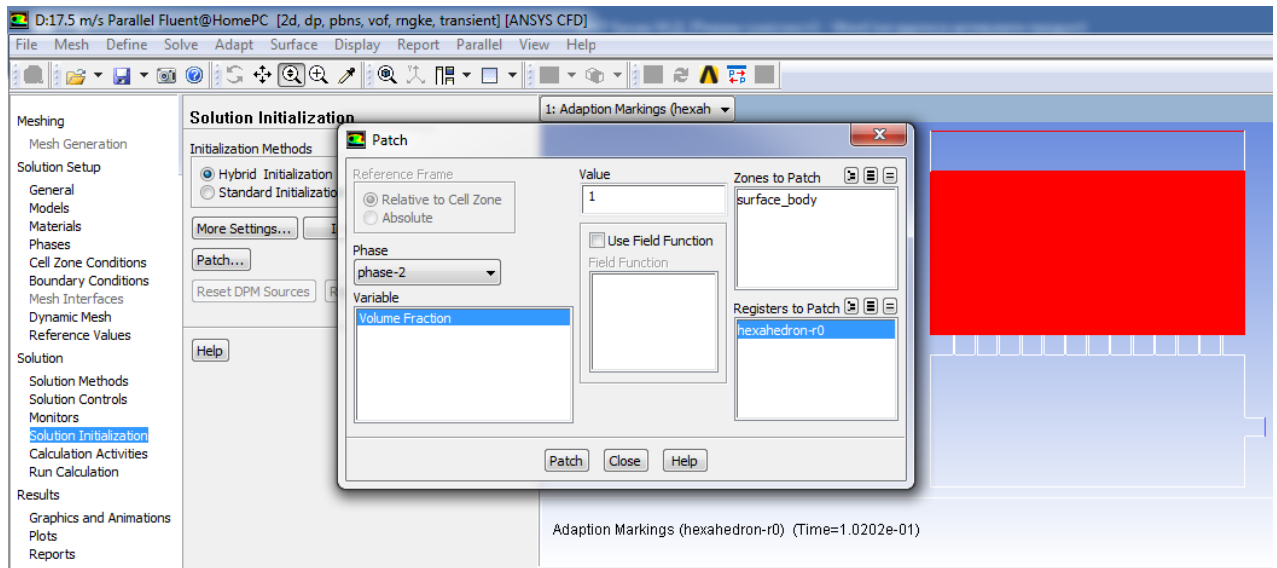 D:17.5 m/s Parallel Fluent@HomePC [2d, dp, pbns, vof, rngke, transient] [ANSYS CFD]
File Mesh Define Solve Adapt Surface Display Report Parallel View Help
1: Adaption Markings (hexah
Meshing
Mesh Generation
Solution Setup
General
Models
Materials
Phases
Cell Zone Conditions
Boundary Conditions
Mesh Interfaces
Dynamic Mesh
Reference Values
Solution
Solution Methods
Solution Controls
Monitors
Solution Initialization
Calculation Activities
Run Calculation
Results
Graphics and Animations
Plots
Reports
Solution Initialization
Initialization Methods
Hybrid Initialization
Standard Initializatio
More Settings...
Patch...
Reset DPM Sources
Help
Patch
Reference Frame
Relative to Cell Zone
Absolute
Phase
phase-2
Variable
Volume Fraction
Value
1
Use Field Function
Field Function
Zones to Patch
surface_body
Registers to Patch
hexahedron-r0
Patch Close Help
Adaption Markings (hexahedron-r0) (Time=1.0202e-01)